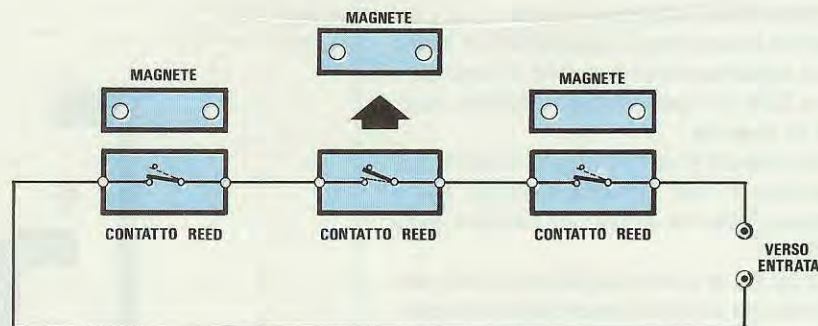 MAGNETE
MAGNETE
MAGNETE
CONTATTO REED
CONTATTO REED
CONTATTO REED
VERSO
ENTRATA